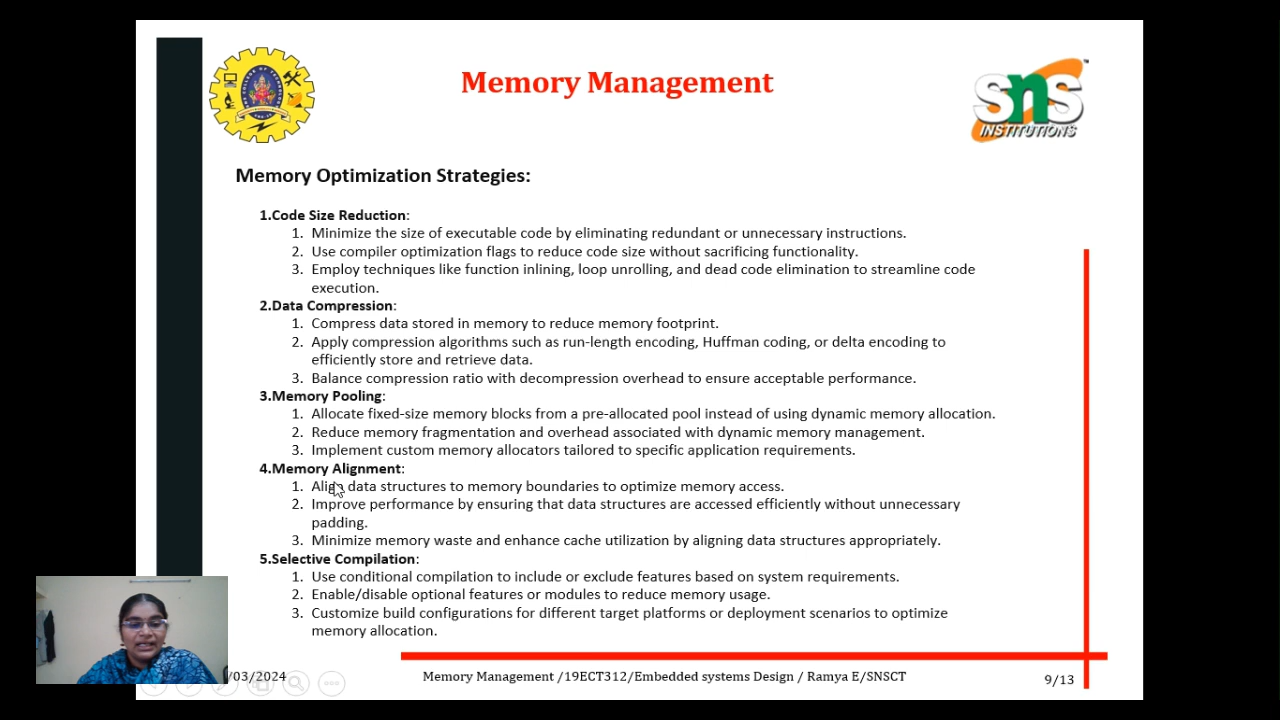 Memory Management
SNS
INSTITUTIONS
Memory Optimization Strategies:
1.Code Size Reduction:
1. Minimize the size of executable code by eliminating redundant or unnecessary instructions.
2. Use compiler optimization flags to reduce code size without sacrificing functionality.
3. Employ techniques like function inlining, loop unrolling, and dead code elimination to streamline code
execution.
2.Data Compression:
1. Compress data stored in memory to reduce memory footprint.
2. Apply compression algorithms such as run-length encoding, Huffman coding, or delta encoding to
efficiently store and retrieve data.
3. Balance compression ratio with decompression overhead to ensure acceptable performance.
3.Memory Pooling:
1. Allocate fixed-size memory blocks from a pre-allocated pool instead of using dynamic memory allocation.
2. Reduce memory fragmentation and overhead associated with dynamic memory management.
3. Implement custom memory allocators tailored to specific application requirements.
4.Memory Alignment:
1. Align data structures to memory boundaries to optimize memory access.
2. Improve performance by ensuring that data structures are accessed efficiently without unnecessary
padding.
3. Minimize memory waste and enhance cache utilization by aligning data structures appropriately.
5.Selective Compilation:
1. Use conditional compilation to include or exclude features based on system requirements.
2. Enable/disable optional features or modules to reduce memory usage.
3. Customize build configurations for different target platforms or deployment scenarios to optimize
memory allocation.
/03/2024
Memory Management /19ECT312/Embedded systems Design / Ramya E/SNSCT
9/13